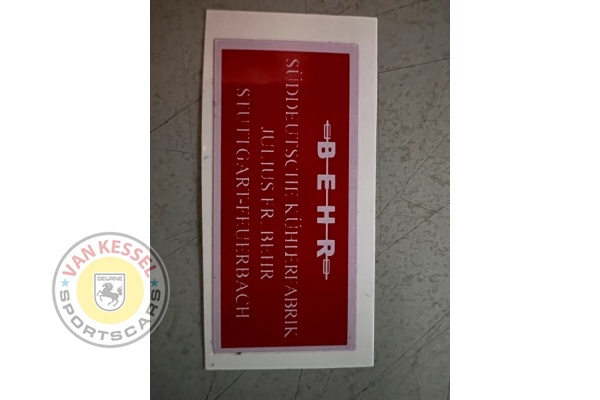 BEHR
SÜDDEUTSCHE KÜHLERFABRIK
JULIUS FR. BEHR
STUTTGART-FEUERBACH
VAN KESSEL
DEURNE
SPORTSCARS